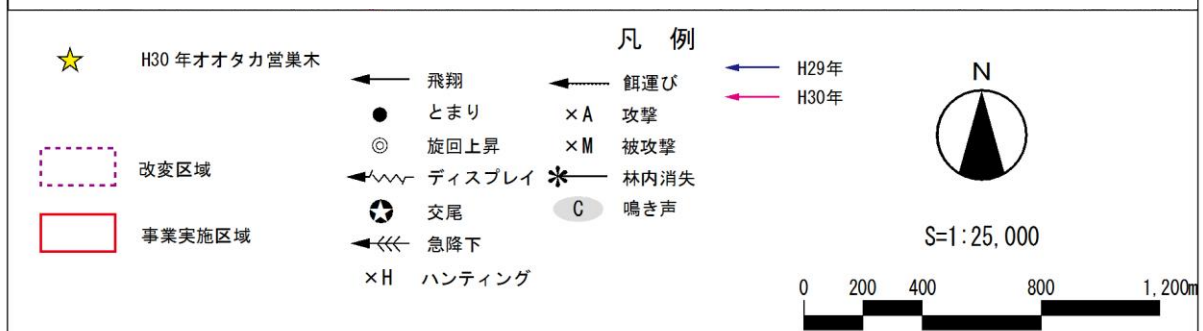 凡 例
H30 年オオタカ営巣木
改変区域
事業実施区域
飛翔
とまり
旋回上昇
ディスプレイ
交尾
急降下
×H ハンティング
餌運び
×A 攻撃
×M 被攻撃
林内消失
C 鳴き声
H29年
H30年
N
S=1:25,000
0 200 400 800 1,200m